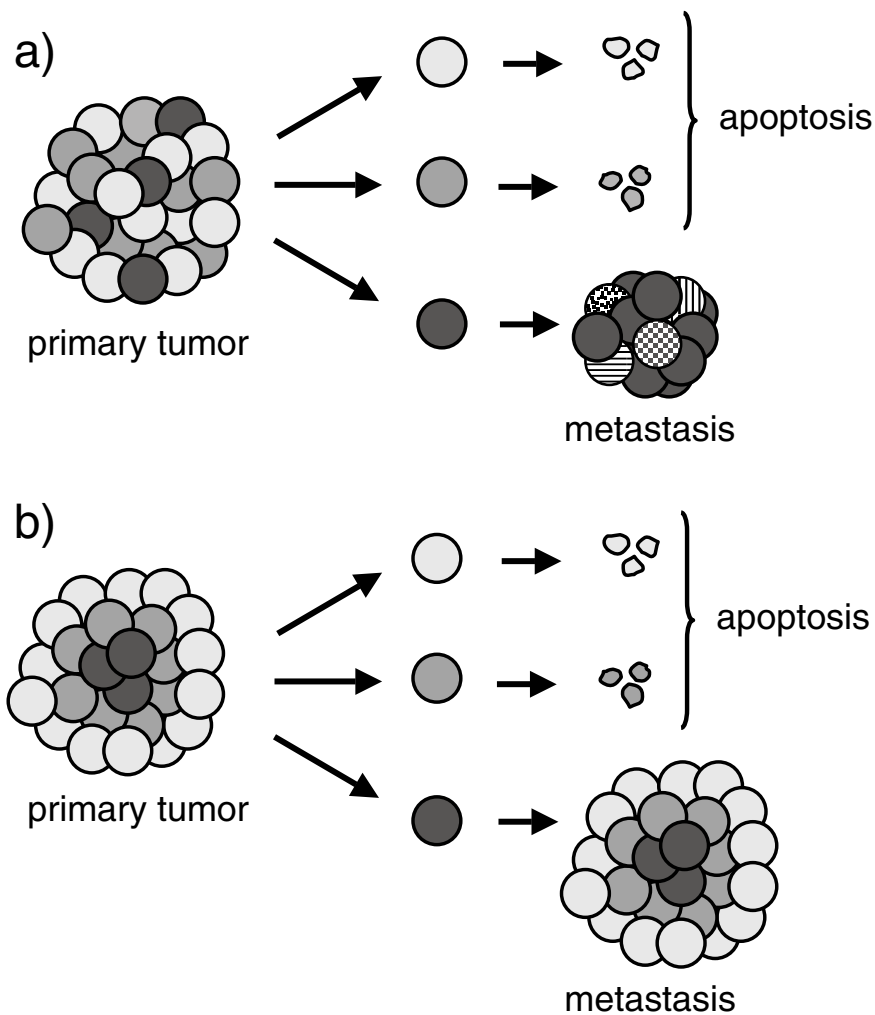 a)
apoptosis
primary tumor
metastasis
b)
apoptosis
primary tumor
metastasis